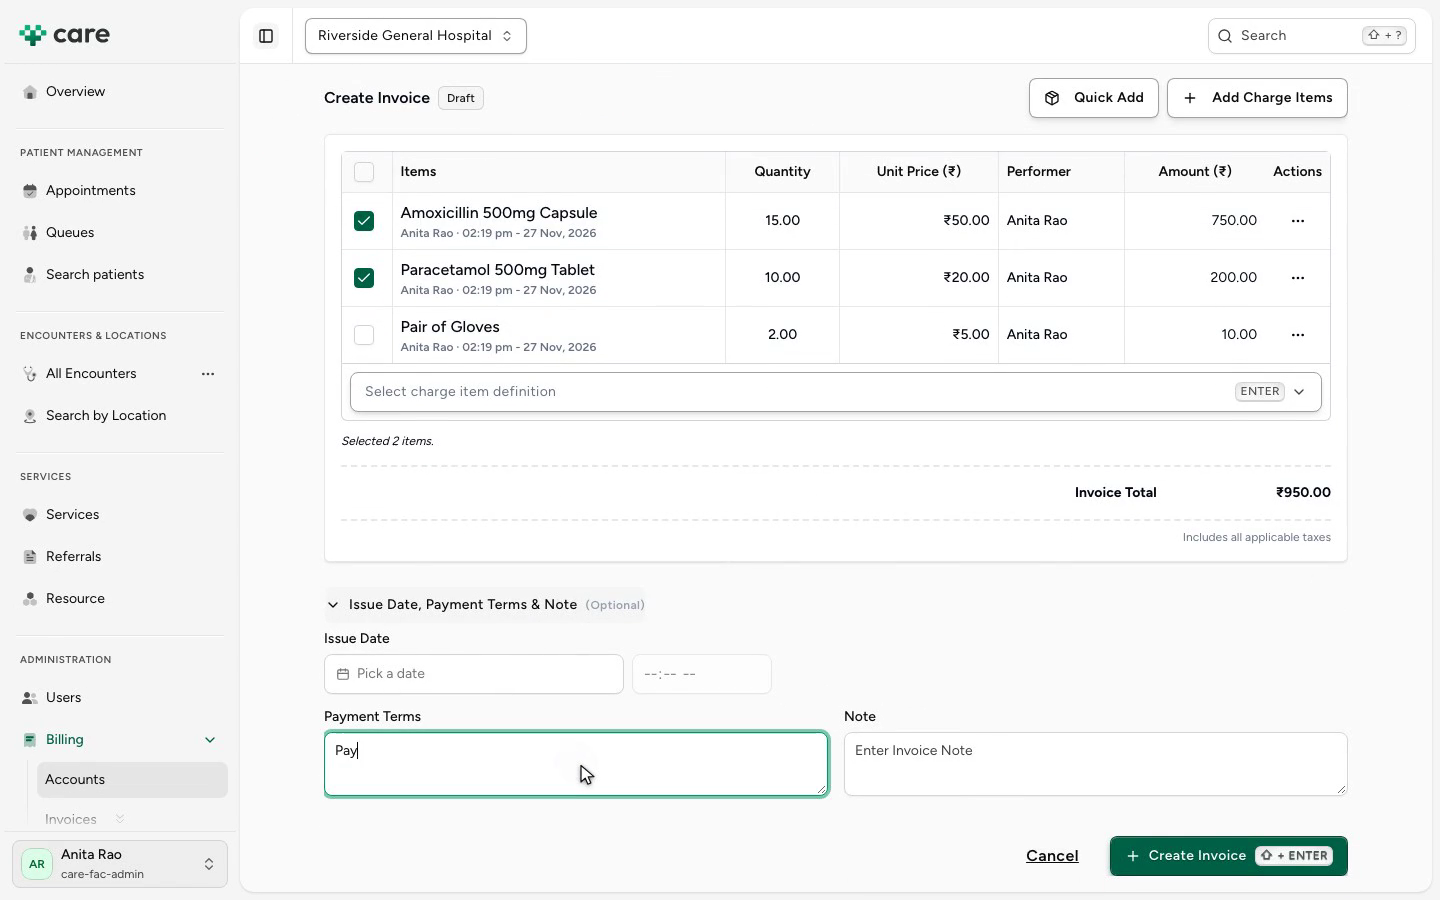 care
Riverside General Hospital
Search
⇧ + ?
Overview
PATIENT MANAGEMENT
Appointments
Queues
Search patients
ENCOUNTERS & LOCATIONS
All Encounters
Search by Location
SERVICES
Services
Referrals
Resource
ADMINISTRATION
Users
Billing
Accounts
Invoices
AR
Anita Rao
care-fac-admin
Create Invoice Draft
Quick Add
Add Charge Items
Items Quantity Unit Price (₹) Performer Amount (₹) Actions
Amoxicillin 500mg Capsule 15.00 ₹50.00 Anita Rao 750.00
Anita Rao · 02:19 pm - 27 Nov, 2026
Paracetamol 500mg Tablet 10.00 ₹20.00 Anita Rao 200.00
Anita Rao · 02:19 pm - 27 Nov, 2026
Pair of Gloves 2.00 ₹5.00 Anita Rao 10.00
Anita Rao · 02:19 pm - 27 Nov, 2026
Select charge item definition ENTER
Selected 2 items.
Invoice Total ₹950.00
Includes all applicable taxes
Issue Date, Payment Terms & Note (Optional)
Issue Date
Pick a date --:-- --
Payment Terms Note
Pay Enter Invoice Note
Cancel
+ Create Invoice ⇧ + ENTER